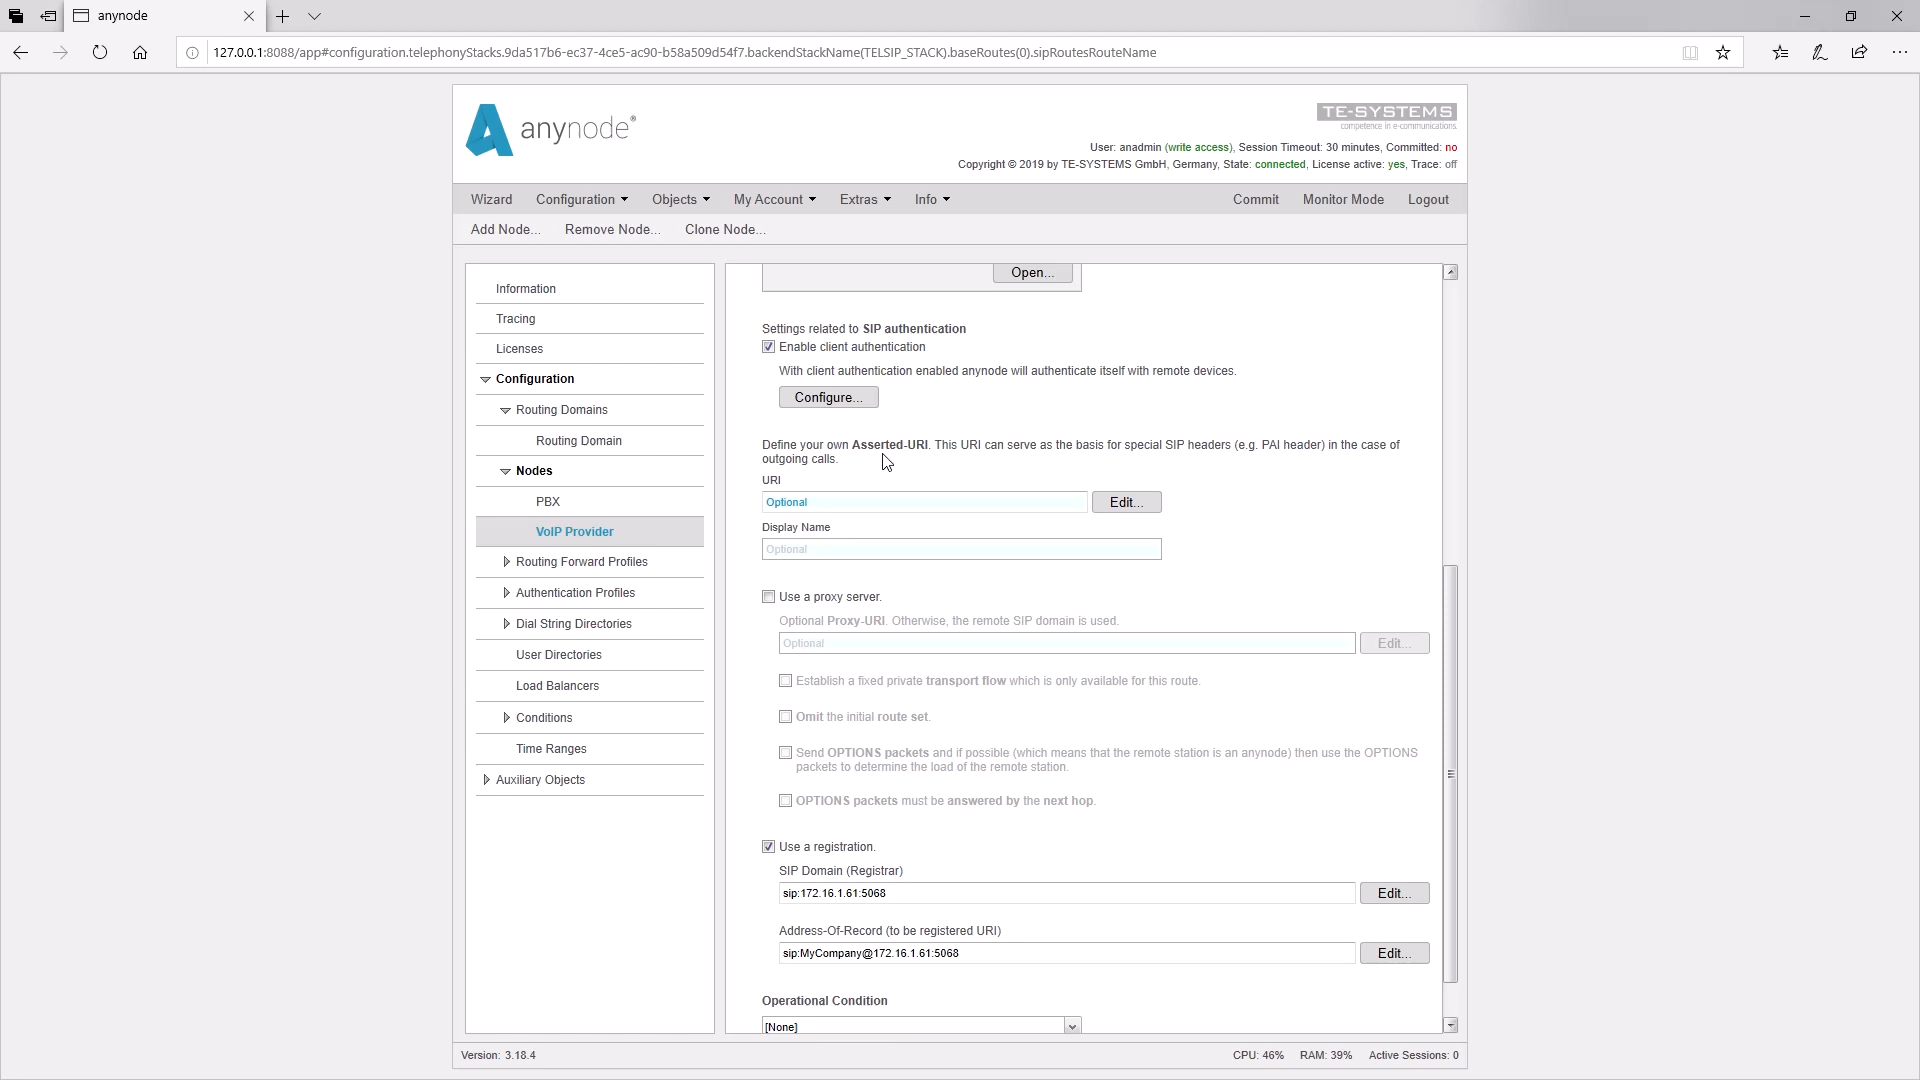 anynode
127.0.0.1:8088/app#configuration.telephonyStacks.9da517b6-ec37-4ce5-ac90-b58a509d54f7.backendStackName(TELSIP_STACK).baseRoutes(0).sipRoutesRouteName
anynode®
TE-SYSTEMS
competence in e-communications.
User: anadmin (write access), Session Timeout: 30 minutes, Committed: no
Copyright © 2019 by TE-SYSTEMS GmbH, Germany, State: connected, License active: yes, Trace: off
Wizard Configuration Objects My Account Extras Info Commit Monitor Mode Logout
Add Node... Remove Node... Clone Node...
Information
Tracing
Licenses
Configuration
Routing Domains
Routing Domain
Nodes
PBX
VoIP Provider
Routing Forward Profiles
Authentication Profiles
Dial String Directories
User Directories
Load Balancers
Conditions
Time Ranges
Auxiliary Objects
Open...
Settings related to SIP authentication
Enable client authentication
With client authentication enabled anynode will authenticate itself with remote devices.
Configure...
Define your own Asserted-URI. This URI can serve as the basis for special SIP headers (e.g. PAI header) in the case of
outgoing calls.
URI
Optional Edit...
Display Name
Optional
Use a proxy server.
Optional Proxy-URI. Otherwise, the remote SIP domain is used.
Optional Edit...
Establish a fixed private transport flow which is only available for this route.
Omit the initial route set.
Send OPTIONS packets and if possible (which means that the remote station is an anynode) then use the OPTIONS
packets to determine the load of the remote station.
OPTIONS packets must be answered by the next hop.
Use a registration.
SIP Domain (Registrar)
sip:172.16.1.61:5068 Edit...
Address-Of-Record (to be registered URI)
sip:MyCompany@172.16.1.61:5068 Edit...
Operational Condition
[None]
Version: 3.18.4 CPU: 46% RAM: 39% Active Sessions: 0